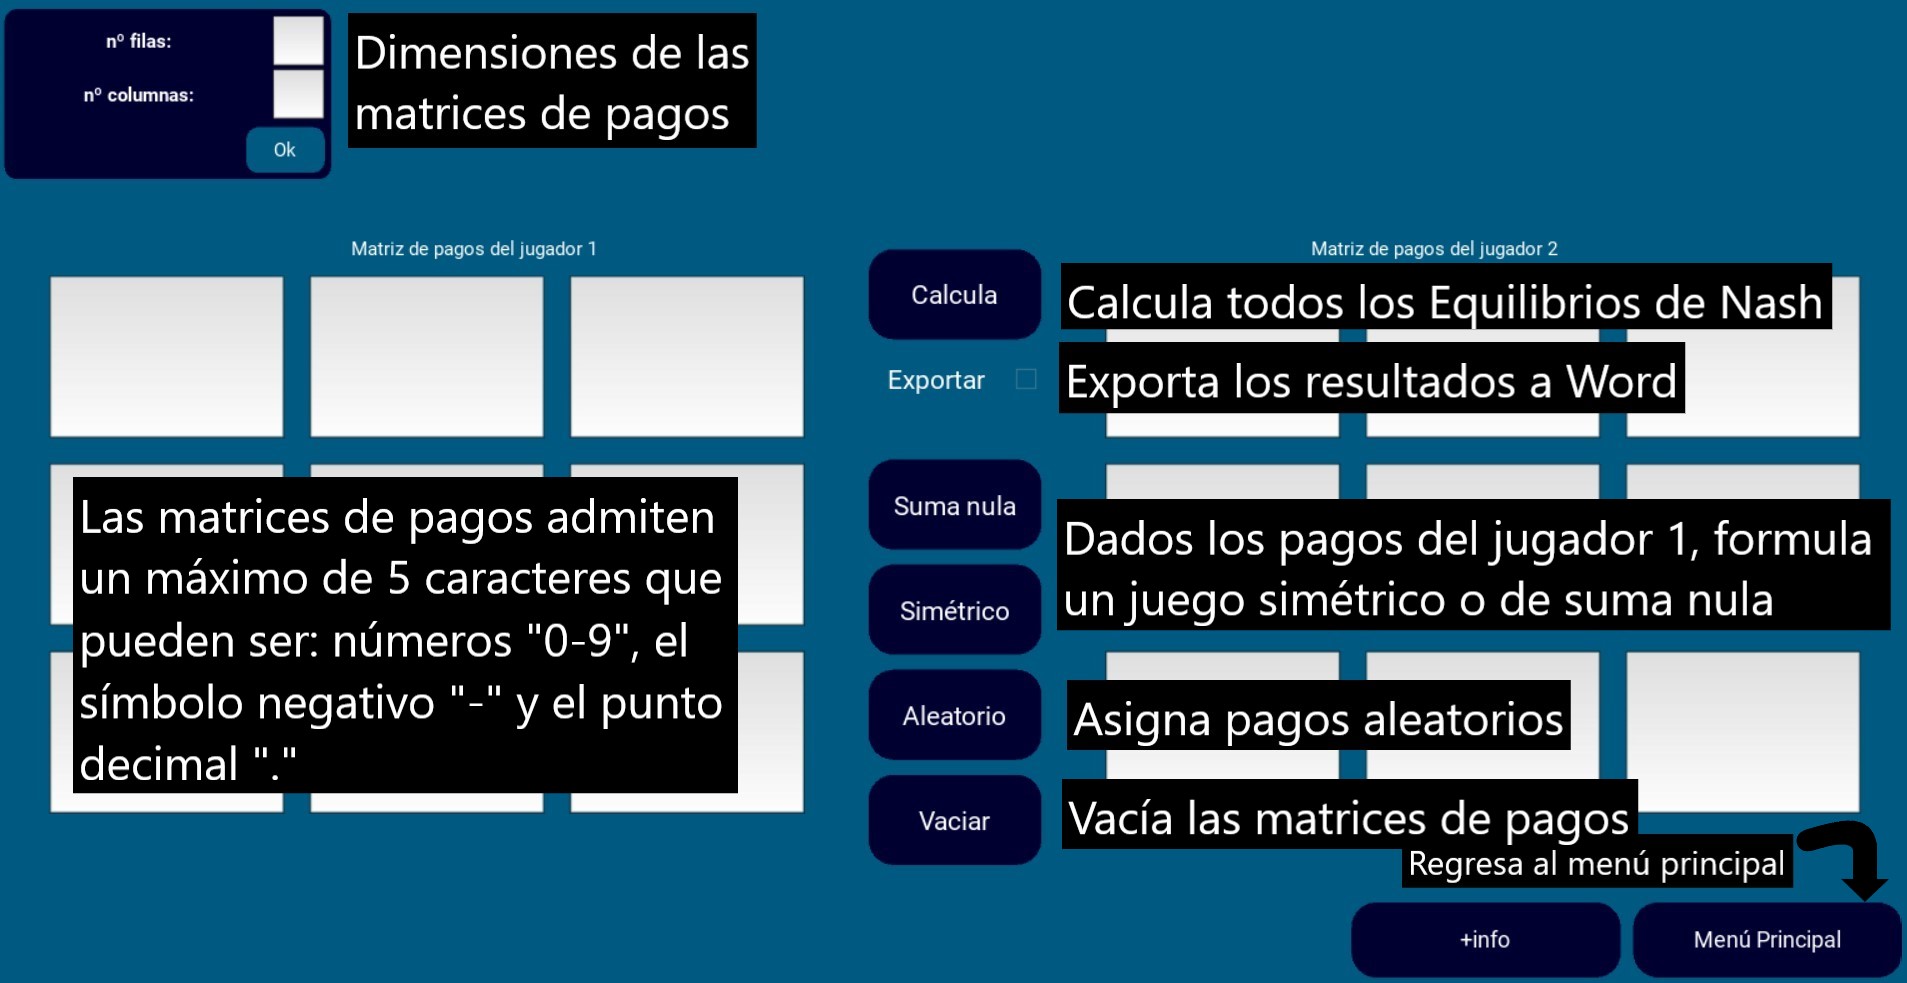 nº filas:
nº columnas:
Ok
Dimensiones de las
matrices de pagos
Matriz de pagos del jugador 1
Matriz de pagos del jugador 2
Calcula
Calcula todos los Equilibrios de Nash
Exportar
Exporta los resultados a Word
Las matrices de pagos admiten
un máximo de 5 caracteres que
pueden ser: números "0-9", el
símbolo negativo "-" y el punto
decimal "."
Suma nula
Simétrico
Dados los pagos del jugador 1, formula
un juego simétrico o de suma nula
Aleatorio
Asigna pagos aleatorios
Vaciar
Vacía las matrices de pagos
Regresa al menú principal
+info
Menú Principal